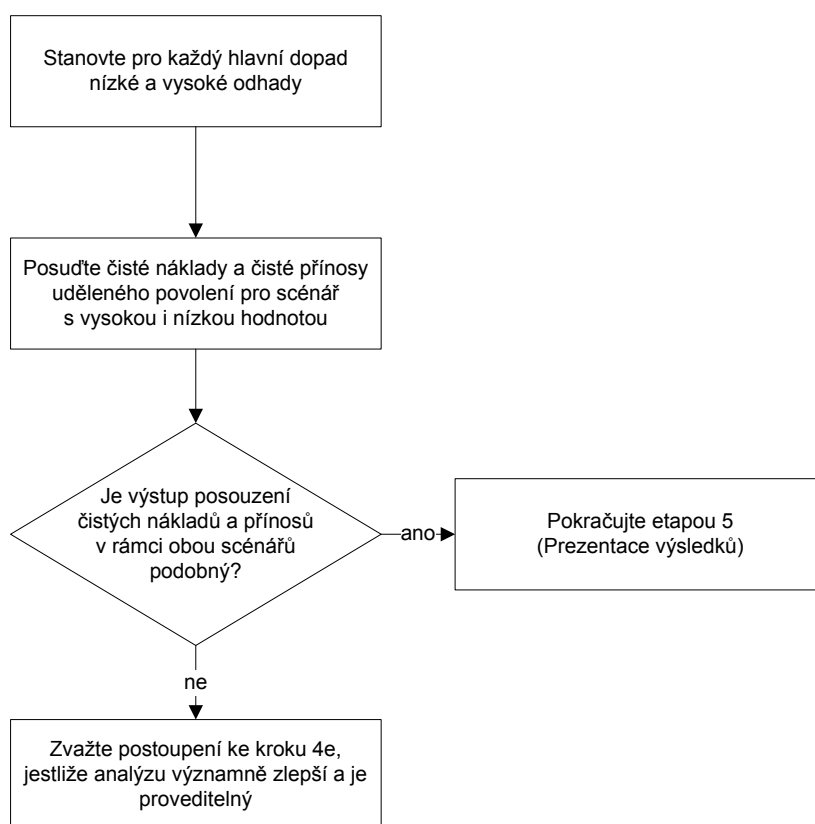 Stanovte pro každý hlavní dopad
nízké a vysoké odhady
Posuďte čisté náklady a čisté přínosy
uděleného povolení pro scénář
s vysokou i nízkou hodnotou
Je výstup posouzení
čistých nákladů a přínosů
v rámci obou scénářů
podobný?
ano
Pokračujte etapou 5
(Prezentace výsledků)
ne
Zvažte postoupení ke kroku 4e,
jestliže analýzu významně zlepší a je
proveditelný